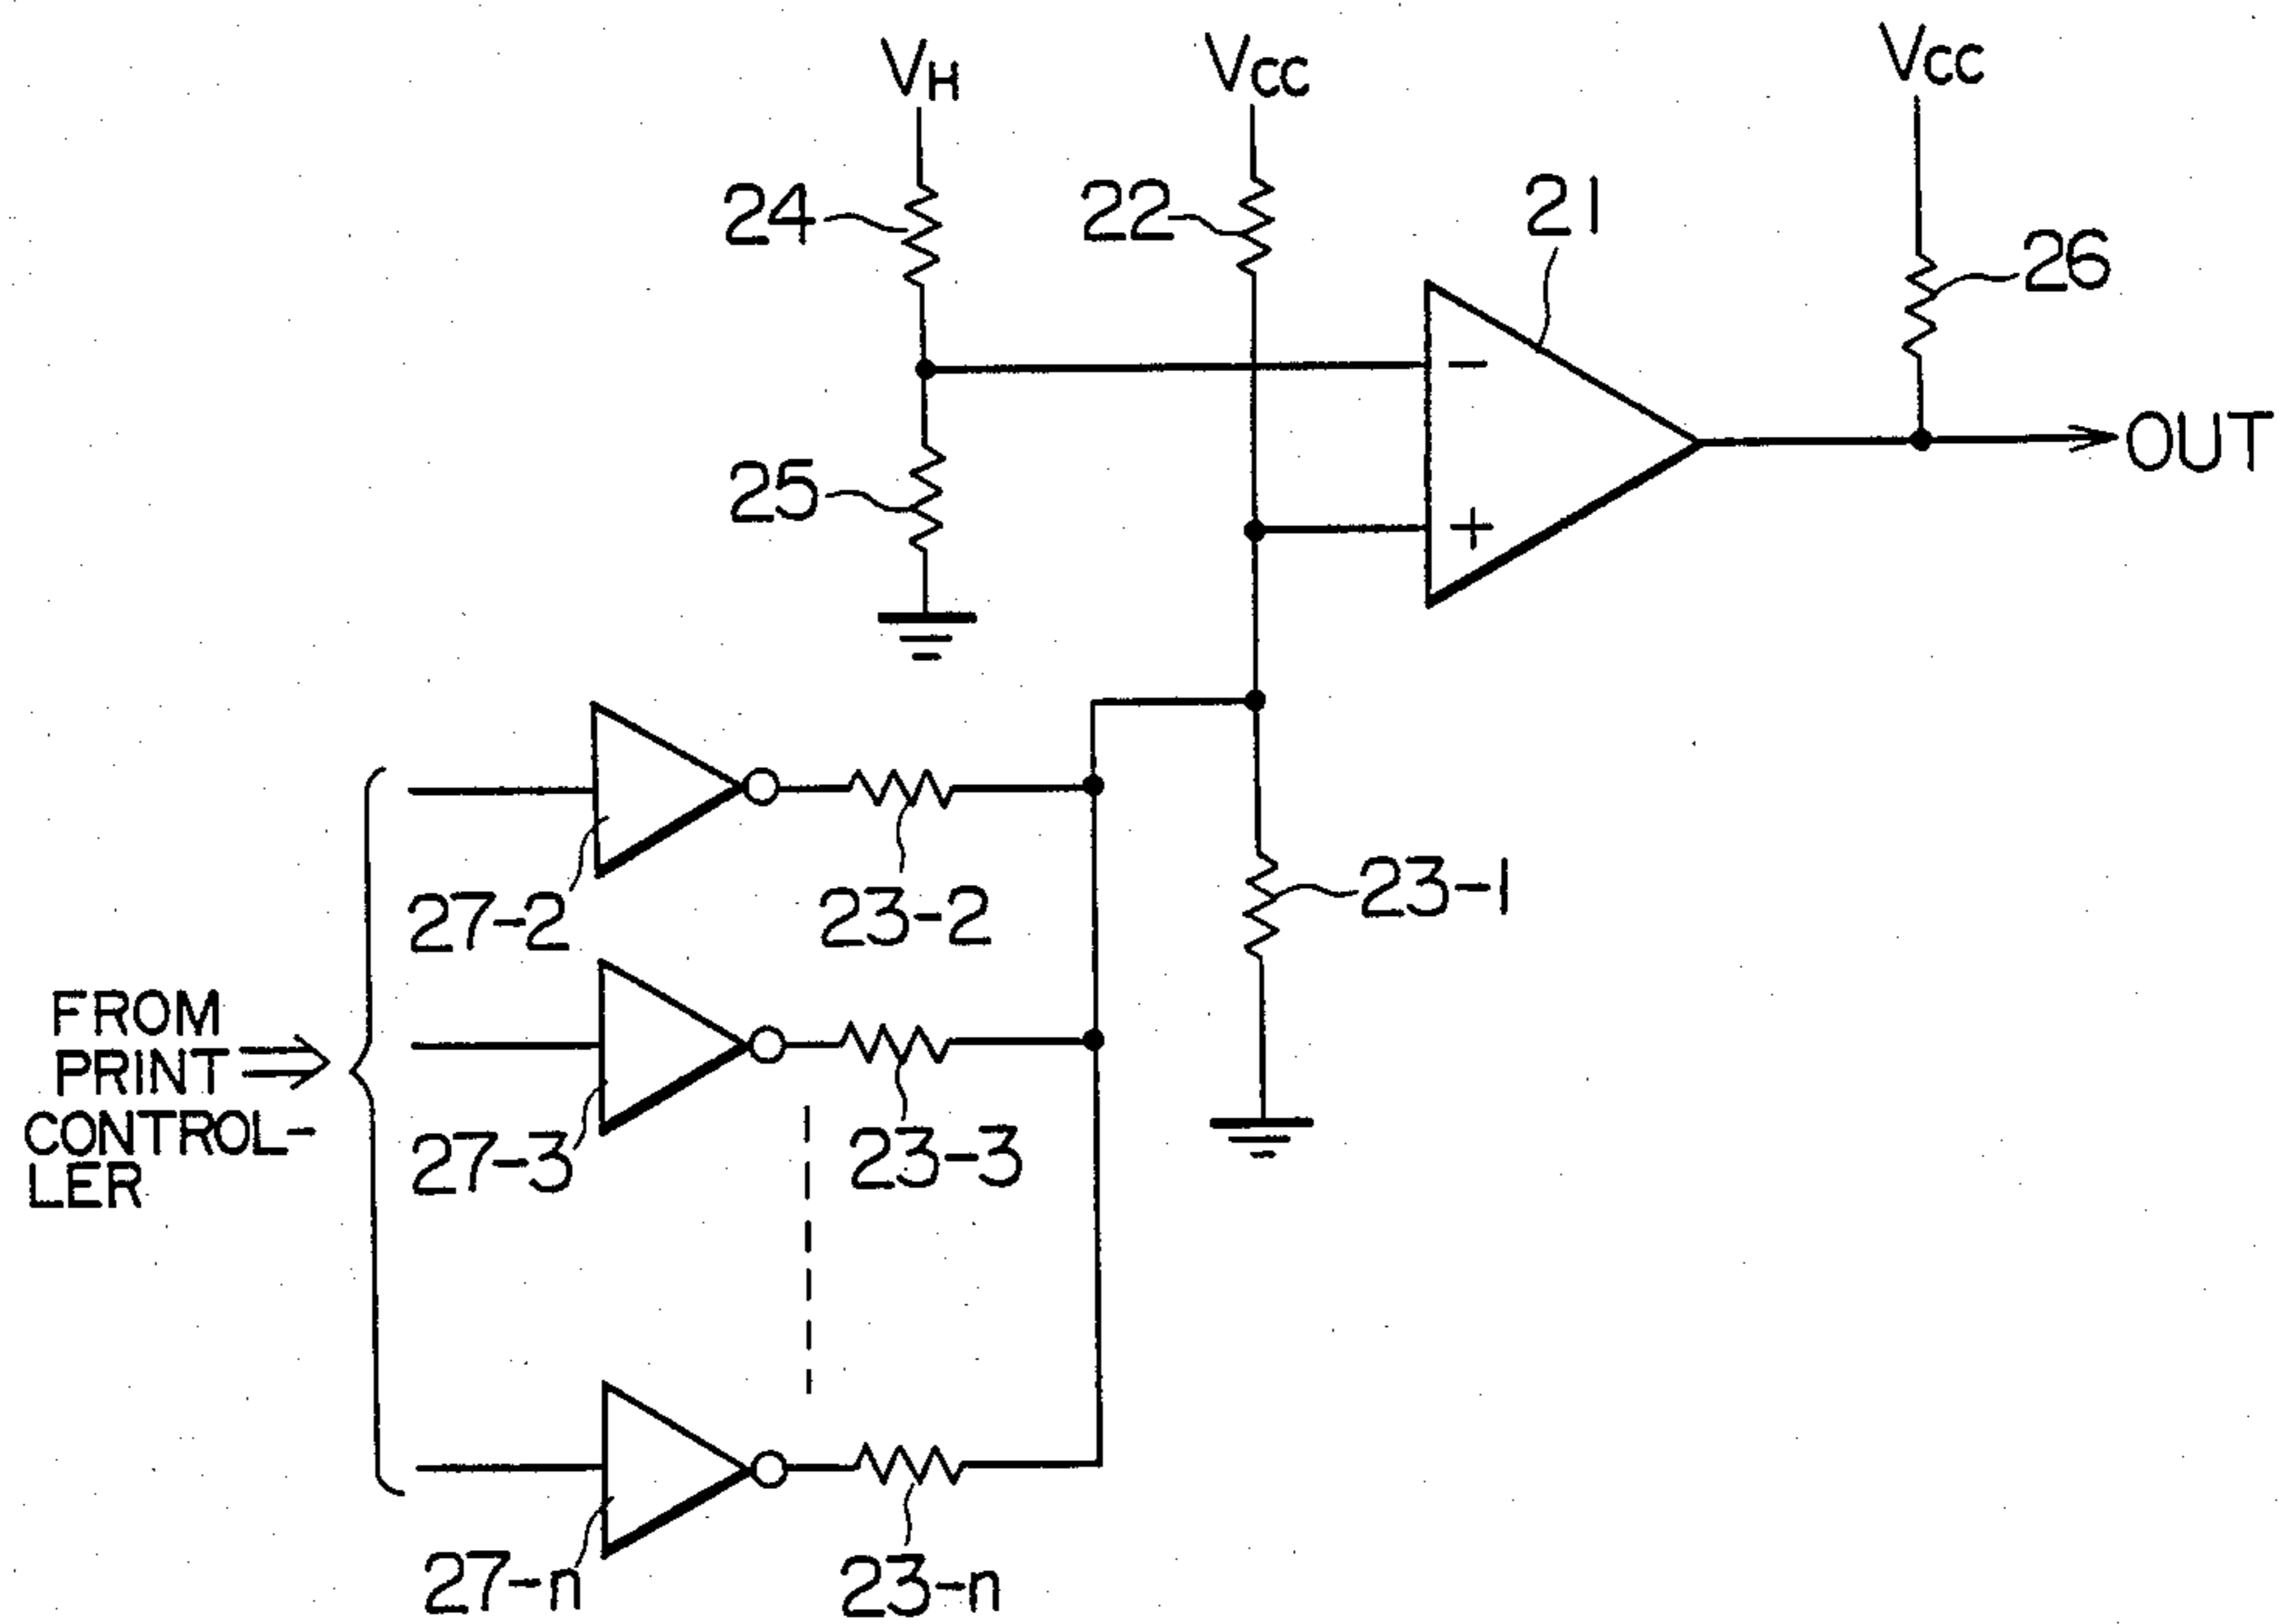 VH
VCC
VCC
24
22
21
26
-
OUT
25
+
27-2
23-2
23-1
FROM
PRINT
CONTROL-
LER
27-3
23-3
27-n
23-n